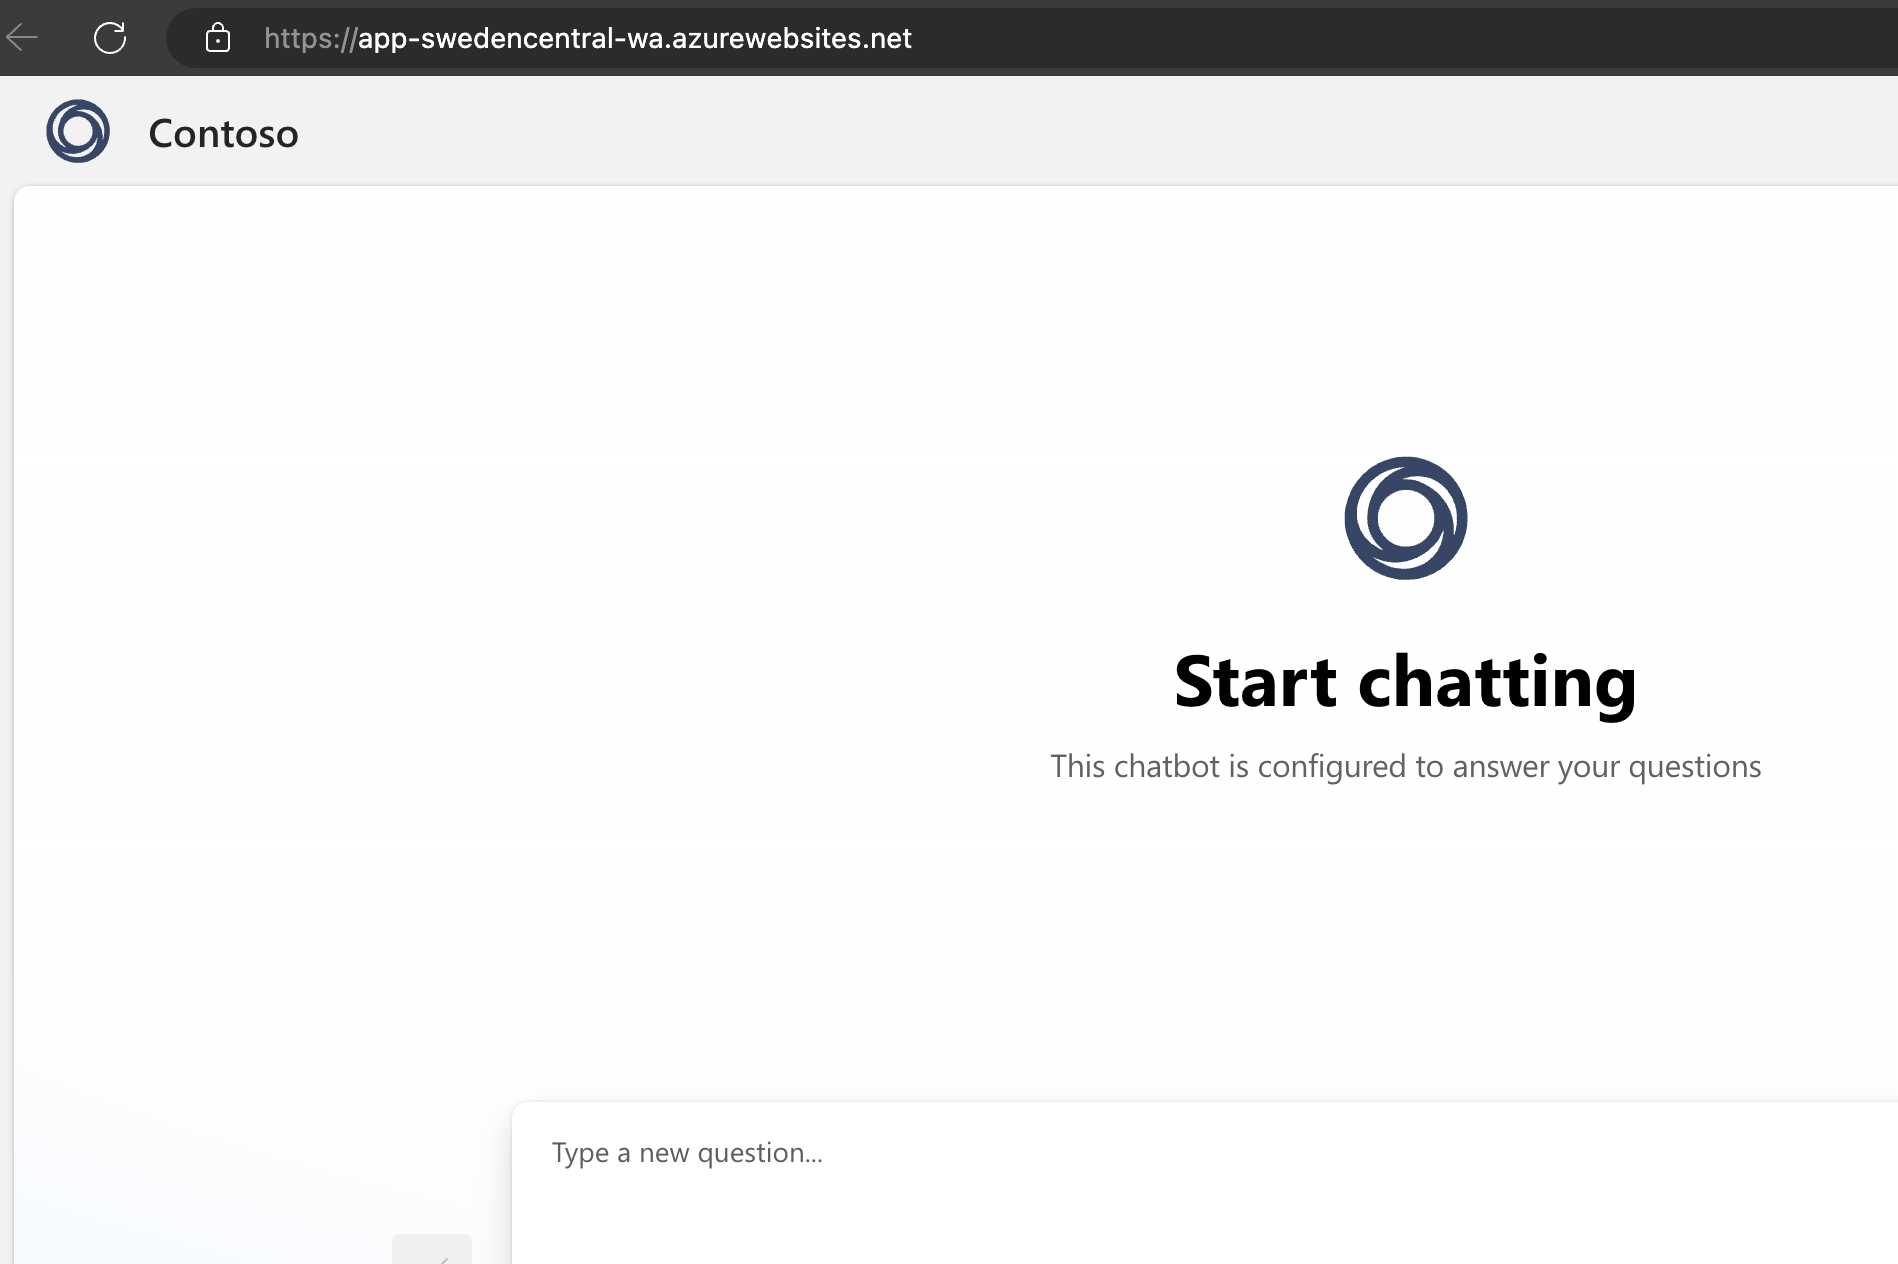 https://app-swedencentral-wa.azurewebsites.net
Contoso
Start chatting
This chatbot is configured to answer your questions
Type a new question...